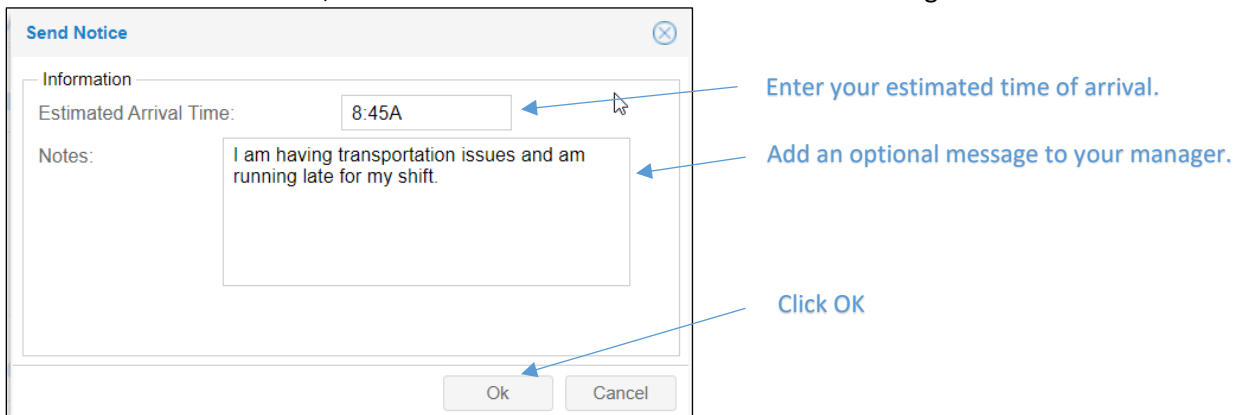 Send Notice
Information
Estimated Arrival Time:
8:45A
Enter your estimated time of arrival.
Notes:
I am having transportation issues and am
running late for my shift.
Add an optional message to your manager.
Click OK
Ok
Cancel